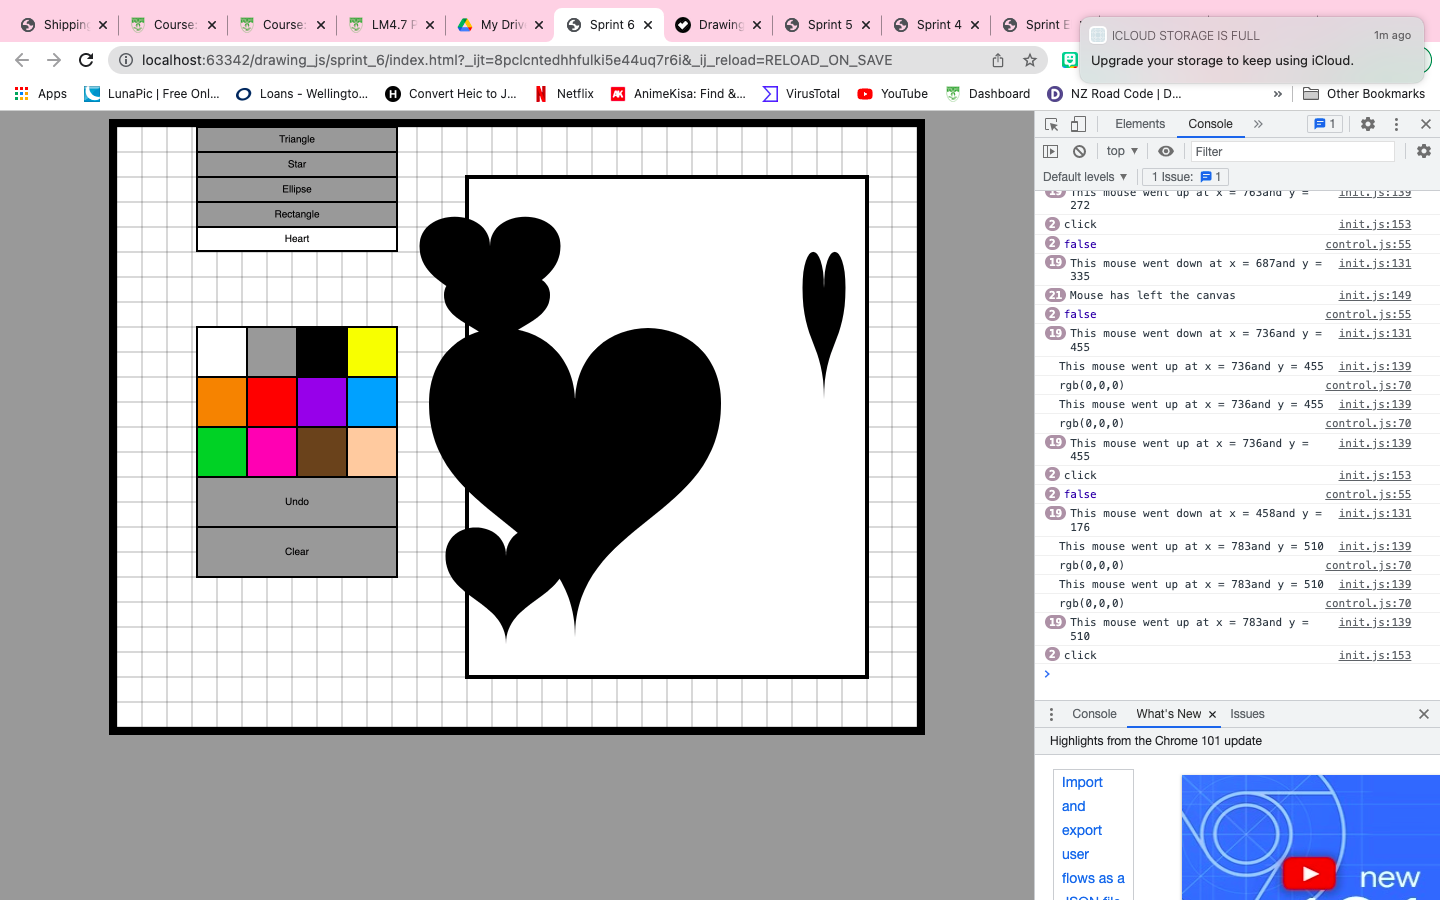 Shipping
Course:
Course:
LM4.7 P
My Driv
Sprint 6
Drawing
Sprint 5
Sprint 4
Sprint E
ICLOUD STORAGE IS FULL 1m ago
Upgrade your storage to keep using iCloud.
localhost:63342/drawing_js/sprint_6/index.html?_ijt=8pclcntedhhfulki5e44uq7r6i&_ij_reload=RELOAD_ON_SAVE
Apps LunaPic | Free Onl... Loans - Wellingto... Convert Heic to J... Netflix AnimeKisa: Find &... VirusTotal YouTube Dashboard NZ Road Code | D... » Other Bookmarks
Triangle
Star
Ellipse
Rectangle
Heart
Undo
Clear
Elements Console » 1
top Filter
Default levels 1 Issue: 1
19 This mouse went up at x = 763and y = init.js:139
272
2 click init.js:153
2 false control.js:55
19 This mouse went down at x = 687and y = init.js:131
335
21 Mouse has left the canvas init.js:149
2 false control.js:55
19 This mouse went down at x = 736and y = init.js:131
455
This mouse went up at x = 736and y = 455 init.js:139
rgb(0,0,0) control.js:70
This mouse went up at x = 736and y = 455 init.js:139
rgb(0,0,0) control.js:70
19 This mouse went up at x = 736and y = init.js:139
455
2 click init.js:153
2 false control.js:55
19 This mouse went down at x = 458and y = init.js:131
176
This mouse went up at x = 783and y = 510 init.js:139
rgb(0,0,0) control.js:70
This mouse went up at x = 783and y = 510 init.js:139
rgb(0,0,0) control.js:70
19 This mouse went up at x = 783and y = init.js:139
510
2 click init.js:153
Console What's New Issues
Highlights from the Chrome 101 update
Import
and
export
user
flows as a
new